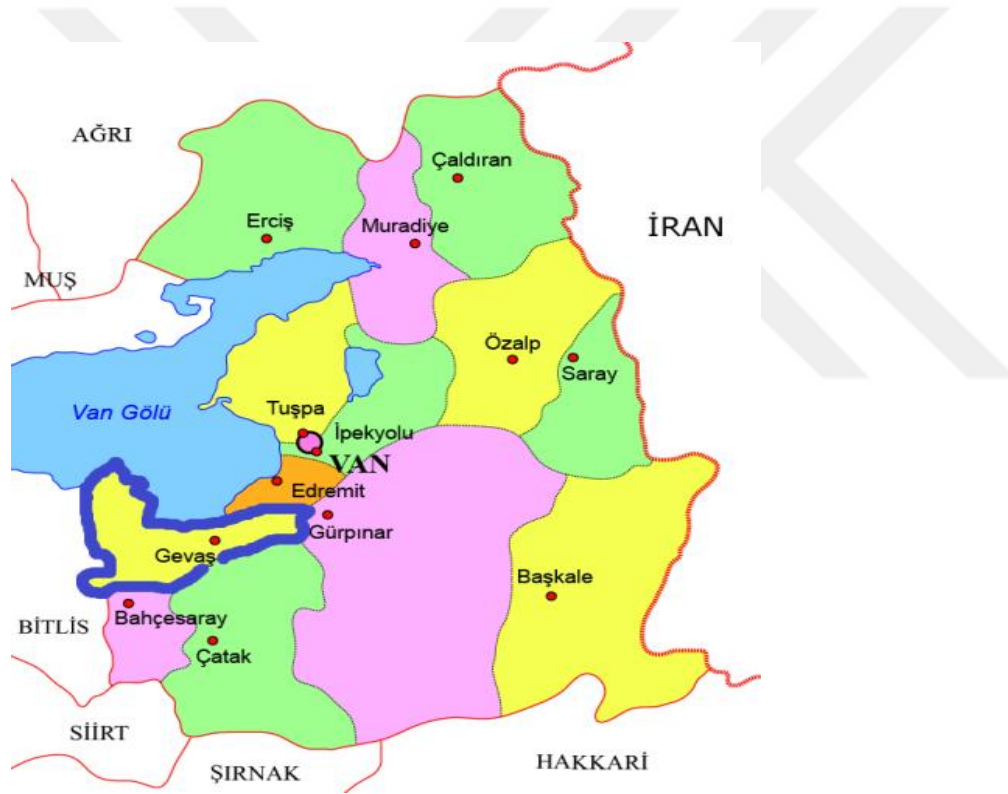 AĞRI
Çaldıran
Erciş
Muradiye
İRAN
MUŞ
Özalp
Saray
Van Gölü
Tuşpa
İpekyolu
VAN
Edremit
Gürpınar
Gevaş
Başkale
Bahçesaray
BİTLİS
Çatak
SİİRT
ŞIRNAK
HAKKARİ